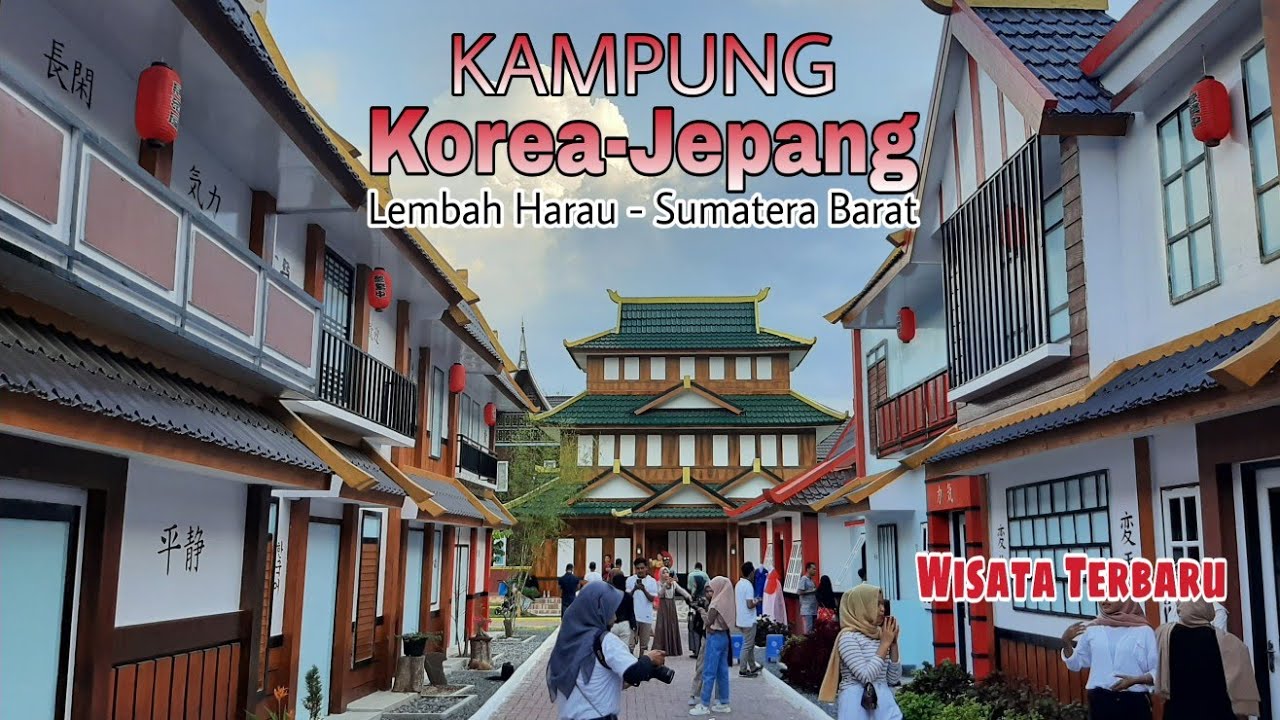 KAMPUNG
Korea-Jepang
Lembah Harau - Sumatera Barat
長閑
気力
平静
WISATA TERBARU